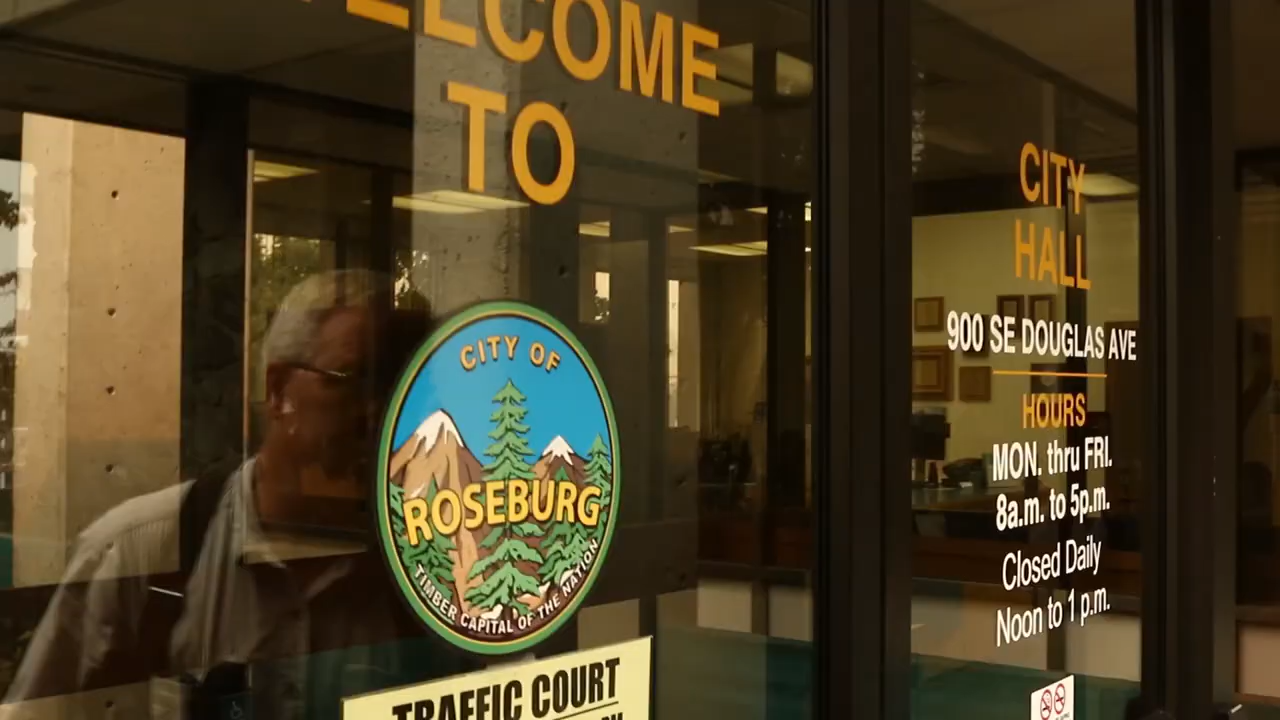 WELCOME
TO
CITY OF
ROSEBURG
TIMBER CAPITAL OF THE NATION
TRAFFIC COURT
CITY
HALL
900 SE DOUGLAS AVE
HOURS
MON. thru FRI.
8a.m. to 5p.m.
Closed Daily
Noon to 1 p.m.